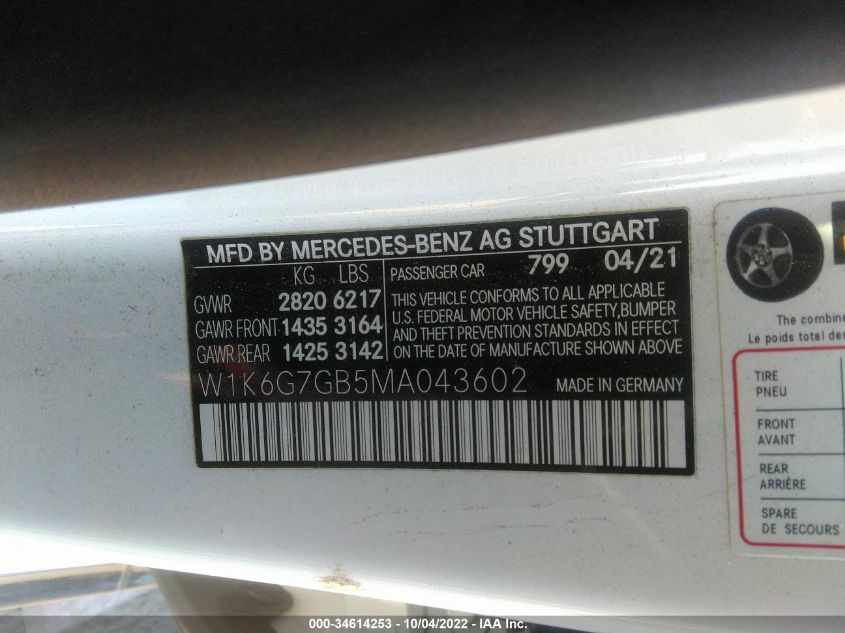 MFD BY MERCEDES-BENZ AG STUTTGART
KG LBS
GVWR 2820 6217
GAWR FRONT 1435 3164
GAWR REAR 1425 3142
PASSENGER CAR 799 04/21
THIS VEHICLE CONFORMS TO ALL APPLICABLE
U.S. FEDERAL MOTOR VEHICLE SAFETY,BUMPER
AND THEFT PREVENTION STANDARDS IN EFFECT
ON THE DATE OF MANUFACTURE SHOWN ABOVE
W1K6G7GB5MA043602 MADE IN GERMANY
The combine
Le poids total des
TIRE
PNEU
FRONT
AVANT
REAR
ARRIÈRE
SPARE
DE SECOURS
000-34614253 - 10/04/2022 - IAA Inc.